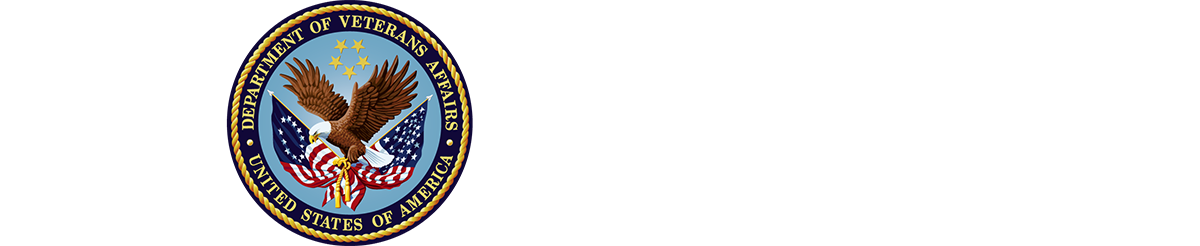 DEPARTMENT OF VETERANS AFFAIRS
UNITED STATES OF AMERICA